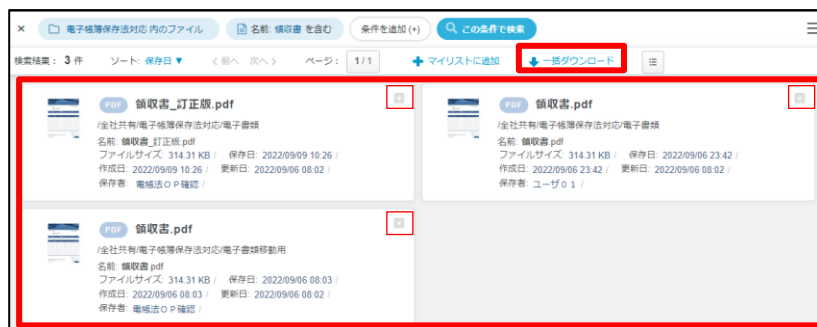 × 電子帳簿保存法対応 内のファイル 名前: 領収書 を含む 条件を追加 (+) この条件で検索
検索結果： 3 件 ソート: 保存日▼ ＜前へ 次へ＞ ページ： 1 / 1 マイリストに追加 一括ダウンロード
PDF 領収書_訂正版.pdf
/全社共有/電子帳簿保存法対応/電子書類
名前: 領収書_訂正版.pdf
ファイルサイズ: 314.31 KB / 保存日: 2022/09/09 10:26 /
作成日: 2022/09/09 10:26 / 更新日: 2022/09/06 08:02 /
保存者: 電帳法ＯＰ確認 /
PDF 領収書.pdf
/全社共有/電子帳簿保存法対応/電子書類
名前: 領収書.pdf
ファイルサイズ: 314.31 KB / 保存日: 2022/09/06 23:42 /
作成日: 2022/09/06 23:42 / 更新日: 2022/09/06 08:02 /
保存者: ユーザ０１ /
PDF 領収書.pdf
/全社共有/電子帳簿保存法対応/電子書類移動用
名前: 領収書.pdf
ファイルサイズ: 314.31 KB / 保存日: 2022/09/06 08:03 /
作成日: 2022/09/06 08:03 / 更新日: 2022/09/06 08:02 /
保存者: 電帳法ＯＰ確認 /